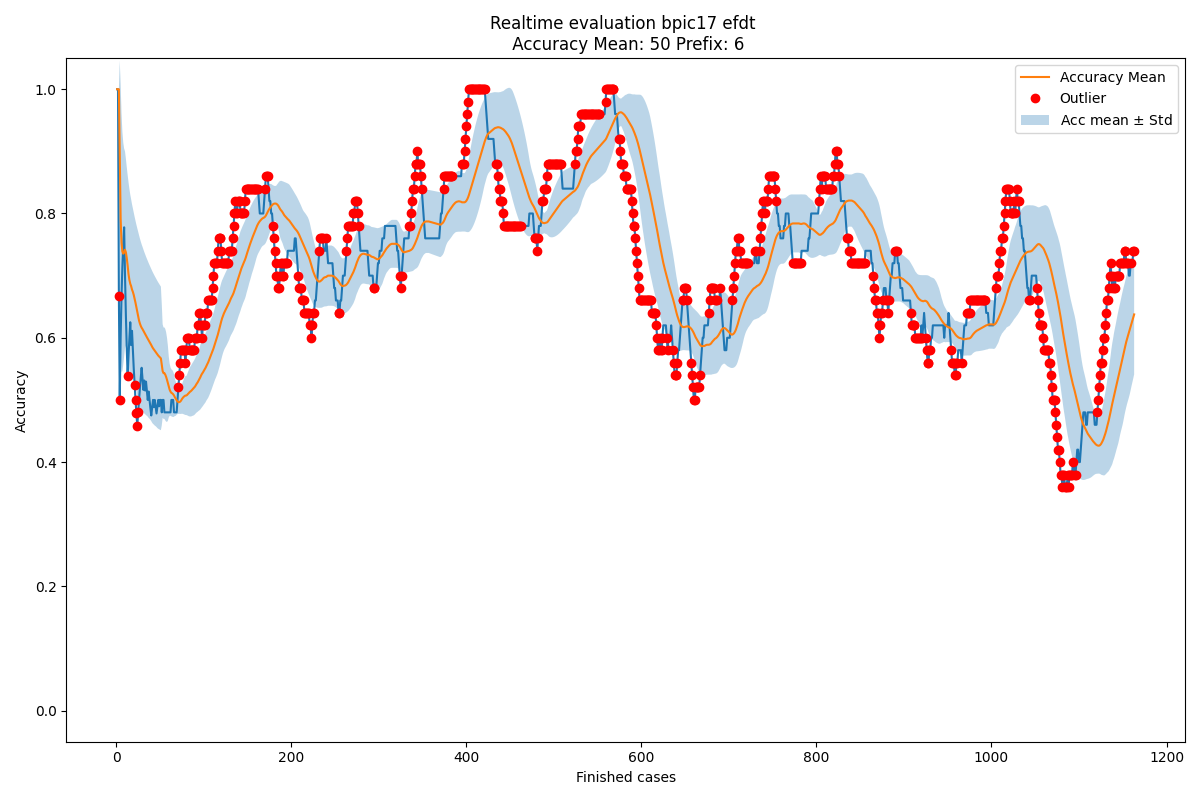 Realtime evaluation bpic17 efdt
Accuracy Mean: 50 Prefix: 6
Accuracy Mean
Outlier
Acc mean ± Std
1.0
0.8
0.6
0.4
0.2
0.0
Accuracy
0
200
400
600
800
1000
1200
Finished cases